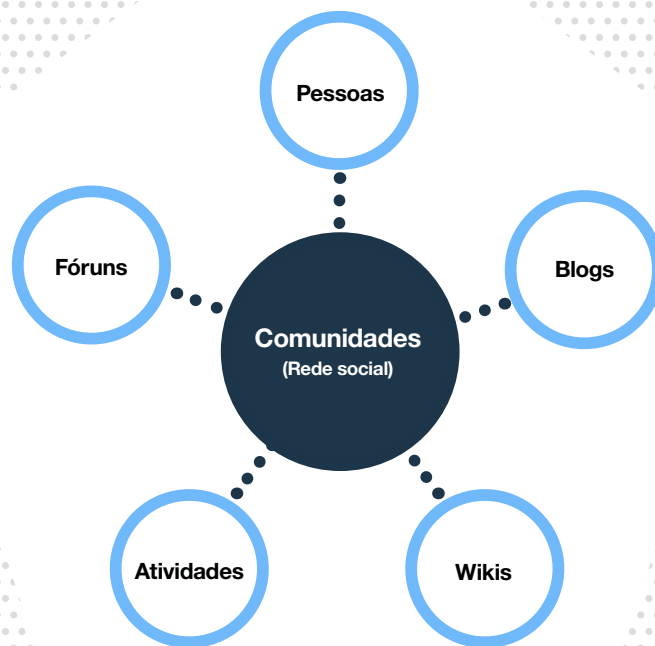 Pessoas
Fóruns
Blogs
Comunidades
(Rede social)
Atividades
Wikis